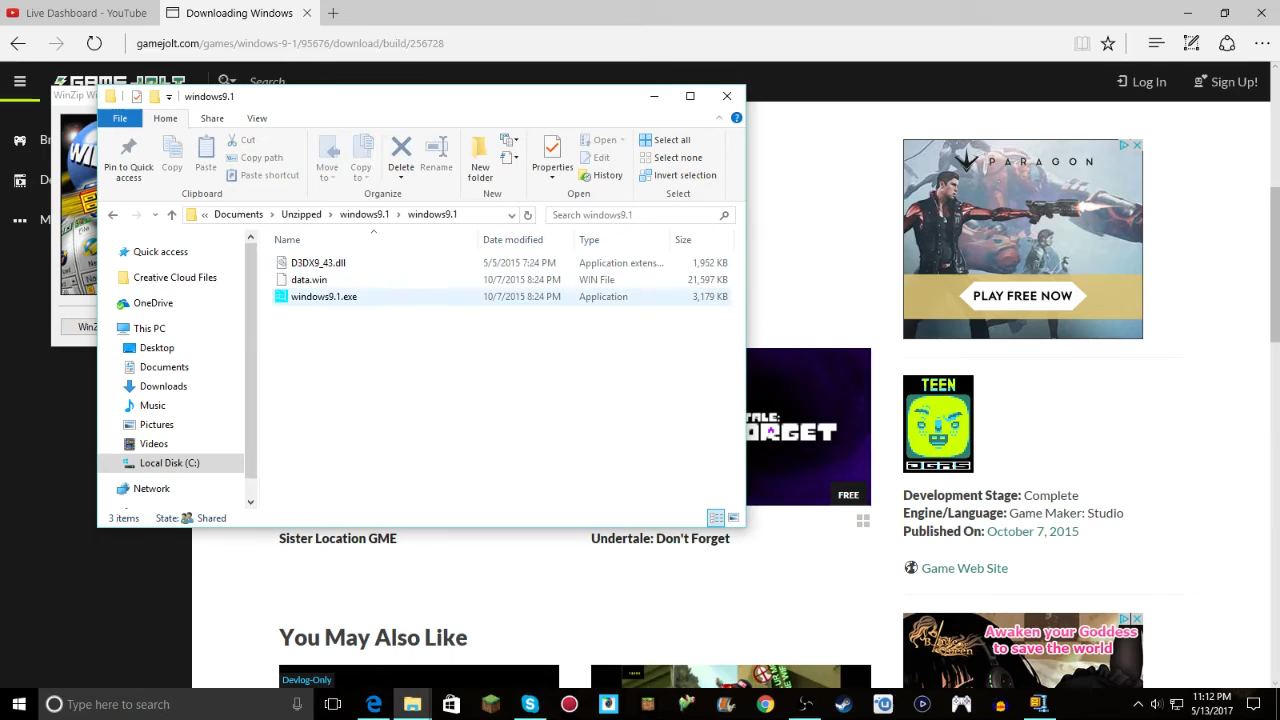 Live Dashboard - YouTube
Downloading Windows
gamejolt.com/games/windows-9-1/95676/download/build/256728
Search
Log In
Sign Up!
WinZip
windows9.1
File
Home
Share
View
Pin to Quick access
Copy
Paste
Cut
Copy path
Paste shortcut
Move to
Copy to
Delete
Rename
New folder
Properties
Open
Edit
History
Select all
Select none
Invert selection
Clipboard
Organize
New
Open
Select
« Documents > Unzipped > windows9.1 > windows9.1
Search windows9.1
Name
Date modified
Type
Size
D3DX9_43.dll
5/5/2015 7:24 PM
Application extens...
1,952 KB
data.win
10/7/2015 8:24 PM
WIN File
21,597 KB
windows9.1.exe
10/7/2015 8:24 PM
Application
3,179 KB
Quick access
Creative Cloud Files
OneDrive
This PC
Desktop
Documents
Downloads
Music
Pictures
Videos
Local Disk (C:)
Network
3 items
State:
Shared
PARAGON
PLAY FREE NOW
TEEN
DGAS
FREE
Sister Location GME
Undertale: Don't Forget
Development Stage: Complete
Engine/Language: Game Maker: Studio
Published On: October 7, 2015
Game Web Site
You May Also Like
Devlog-Only
Awaken your Goddess
to save the world
Type here to search
11:12 PM
5/13/2017